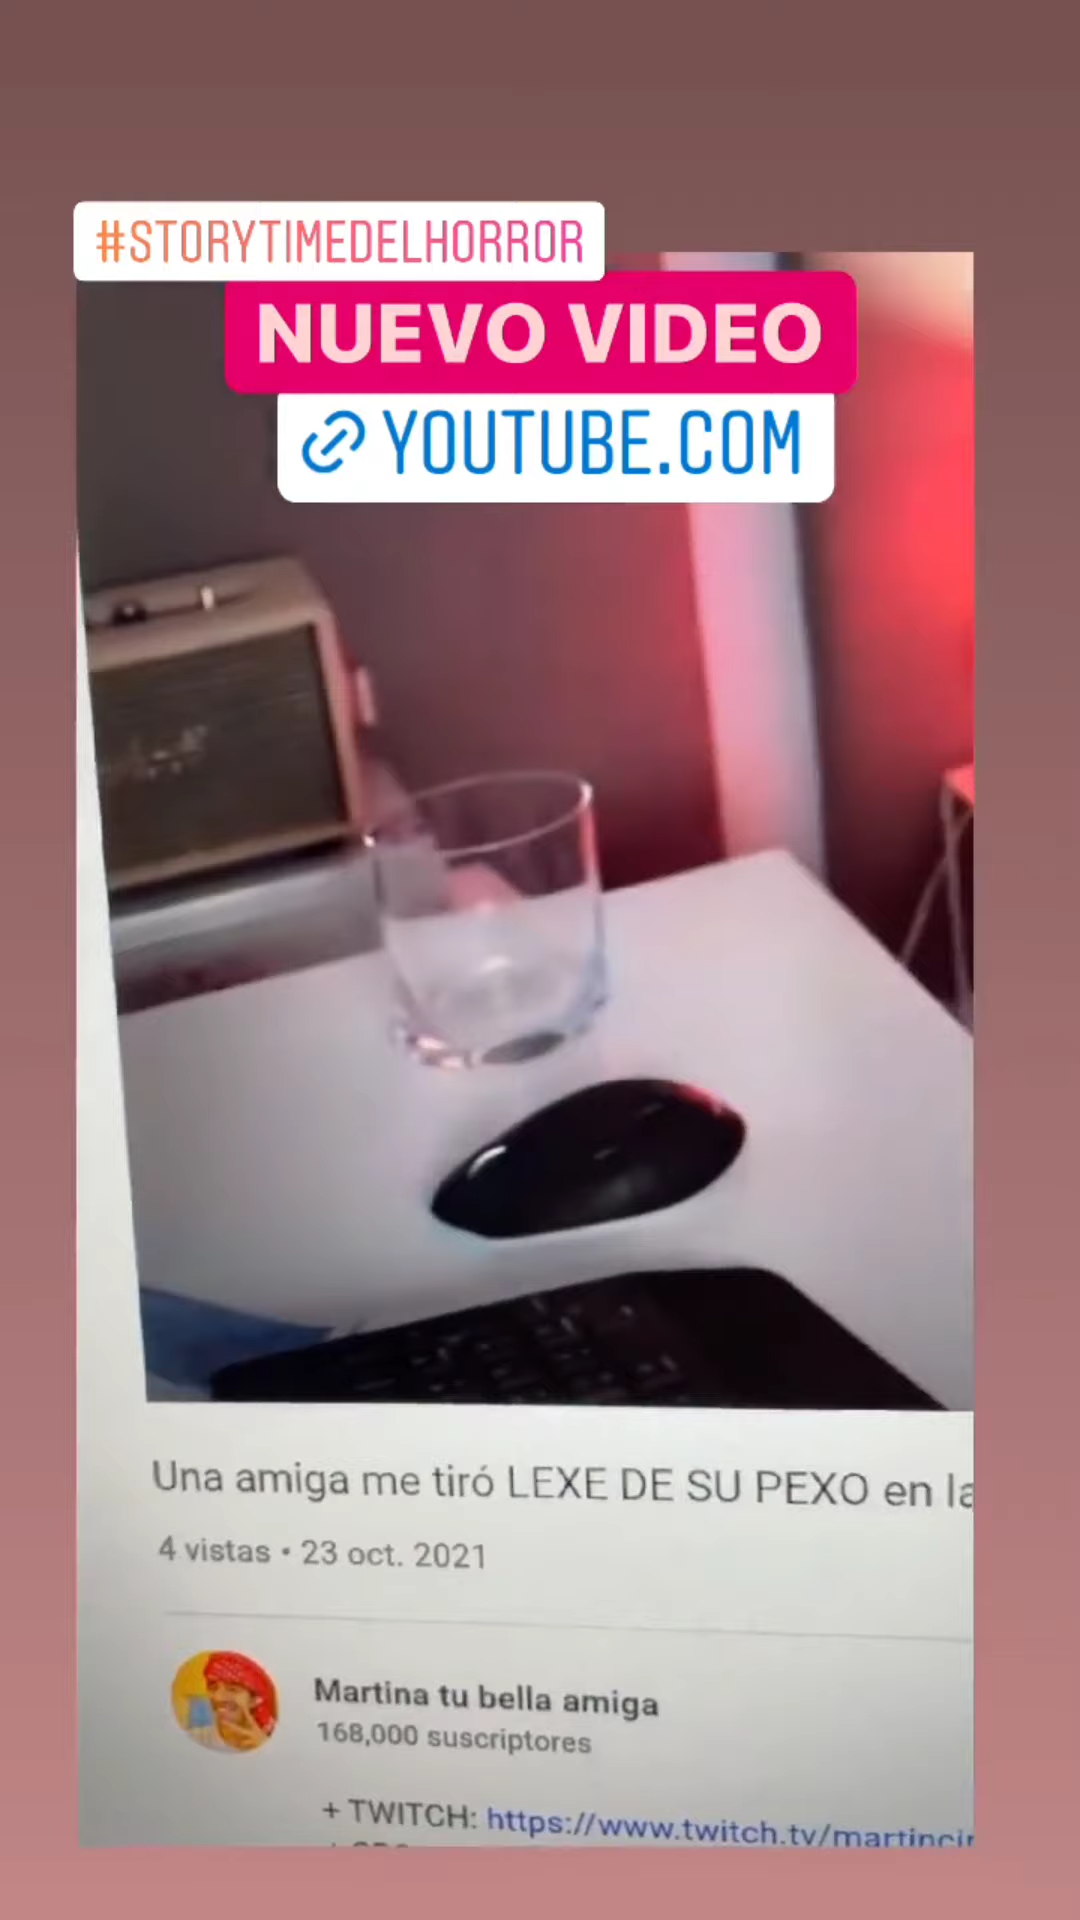 #STORYTIMEDELHORROR
NUEVO VIDEO
YOUTUBE.COM
Una amiga me tiró LEXE DE SU PEXO en la
4 vistas • 23 oct. 2021
Martina tu bella amiga
168,000 suscriptores
+ TWITCH: https://www.twitch.tv/martincir